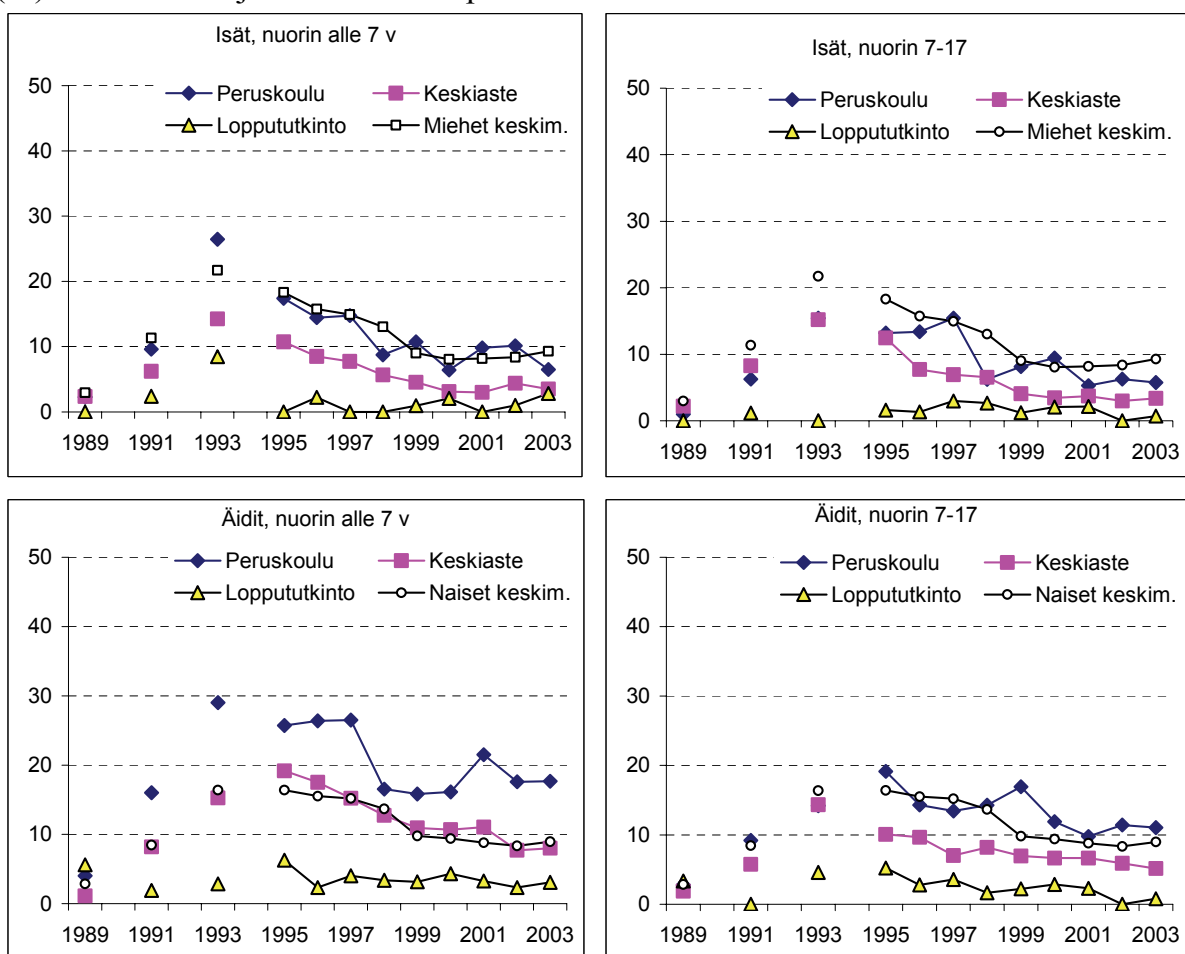 Isät, nuorin alle 7 v
50
40
30
20
10
0
Peruskoulu
Keskiaste
Loppututkinto
Miehet keskim.
1989 1991 1993 1995 1997 1999 2001 2003
Isät, nuorin 7-17
50
40
30
20
10
0
Peruskoulu
Keskiaste
Loppututkinto
Miehet keskim.
1989 1991 1993 1995 1997 1999 2001 2003
Äidit, nuorin alle 7 v
50
40
30
20
10
0
Peruskoulu
Keskiaste
Loppututkinto
Naiset keskim.
1989 1991 1993 1995 1997 1999 2001 2003
Äidit, nuorin 7-17
50
40
30
20
10
0
Peruskoulu
Keskiaste
Loppututkinto
Naiset keskim.
1989 1991 1993 1995 1997 1999 2001 2003